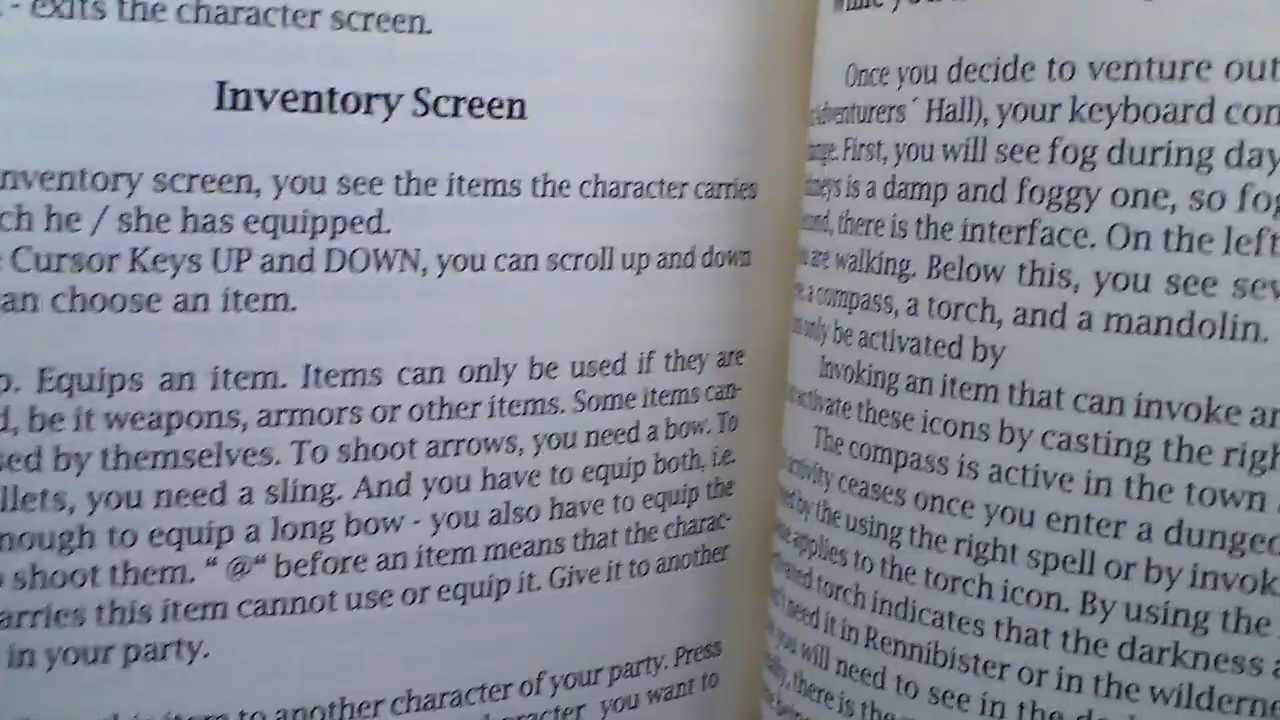 - exits the character screen.
Inventory Screen
nventory screen, you see the items the character carries
ch he / she has equipped.
Cursor Keys UP and DOWN, you can scroll up and down
an choose an item.
p. Equips an item. Items can only be used if they are
d, be it weapons, armors or other items. Some items can-
sed by themselves. To shoot arrows, you need a bow. To
llets, you need a sling. And you have to equip both, i.e.
nough to equip a long bow - you also have to equip the
o shoot them. “ @“ before an item means that the charac-
arries this item cannot use or equip it. Give it to another
in your party.
to another character of your party. Press
you want to
Once you decide to venture out
Hall), your keyboard con
First, you will see fog during day
is a damp and foggy one, so fog
there is the interface. On the left
are walking. Below this, you see sev
a compass, a torch, and a mandolin.
only be activated by
Invoking an item that can invoke an
activate these icons by casting the righ
The compass is active in the town
activity ceases once you enter a dunged
by the using the right spell or by invok
applies to the torch icon. By using the
torch indicates that the darkness a
need it in Rennibister or in the wilderne
you will need to see in the
there is the